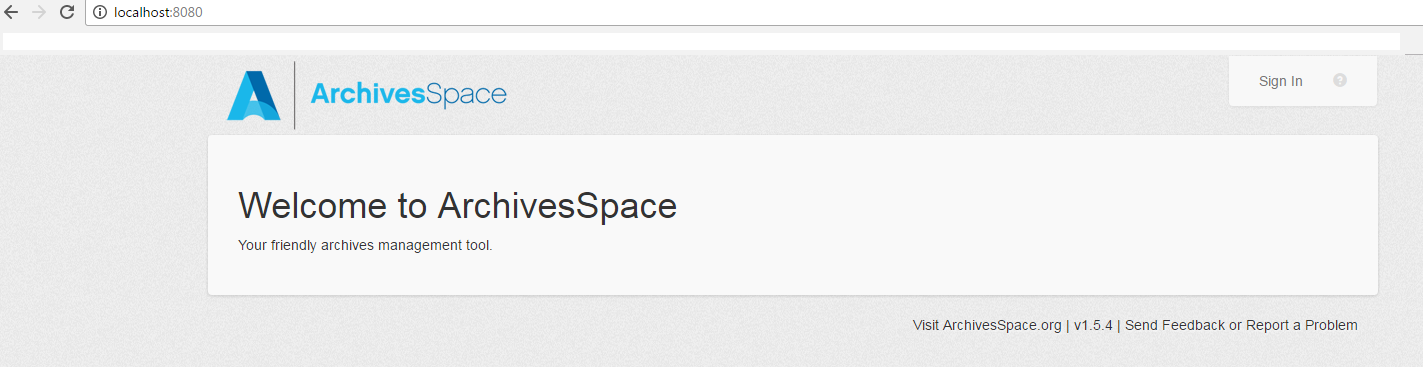 localhost:8080
ArchivesSpace
Sign In
Welcome to ArchivesSpace
Your friendly archives management tool.
Visit ArchivesSpace.org | v1.5.4 | Send Feedback or Report a Problem